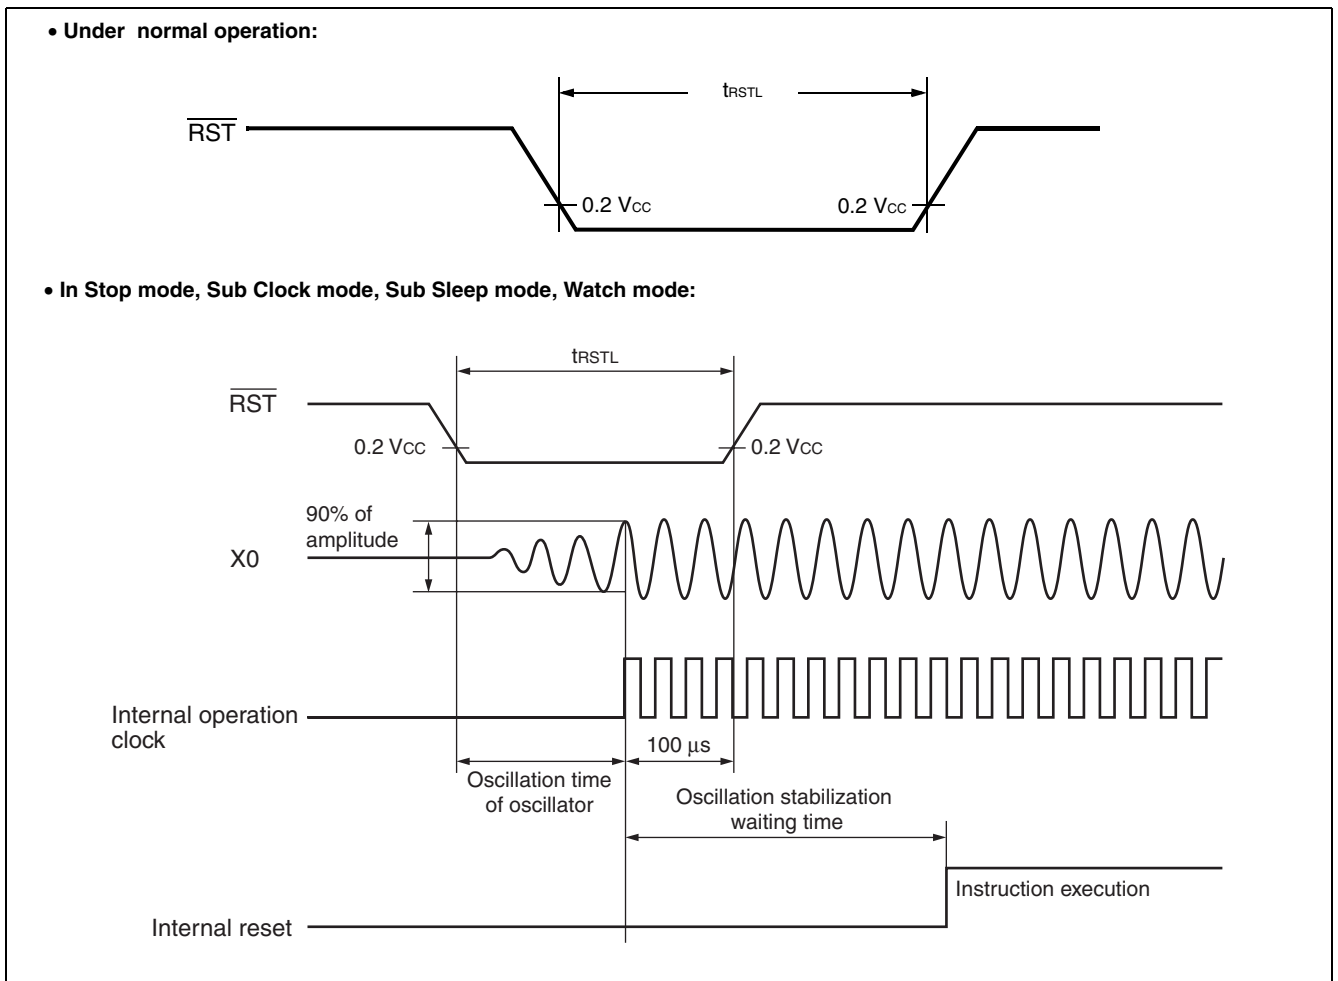 • Under normal operation:
tRSTL
RST
0.2 VCC
0.2 VCC
• In Stop mode, Sub Clock mode, Sub Sleep mode, Watch mode:
tRSTL
RST
0.2 VCC
0.2 VCC
90% of
amplitude
X0
Internal operation
clock
100 μs
Oscillation time
of oscillator
Oscillation stabilization
waiting time
Instruction execution
Internal reset